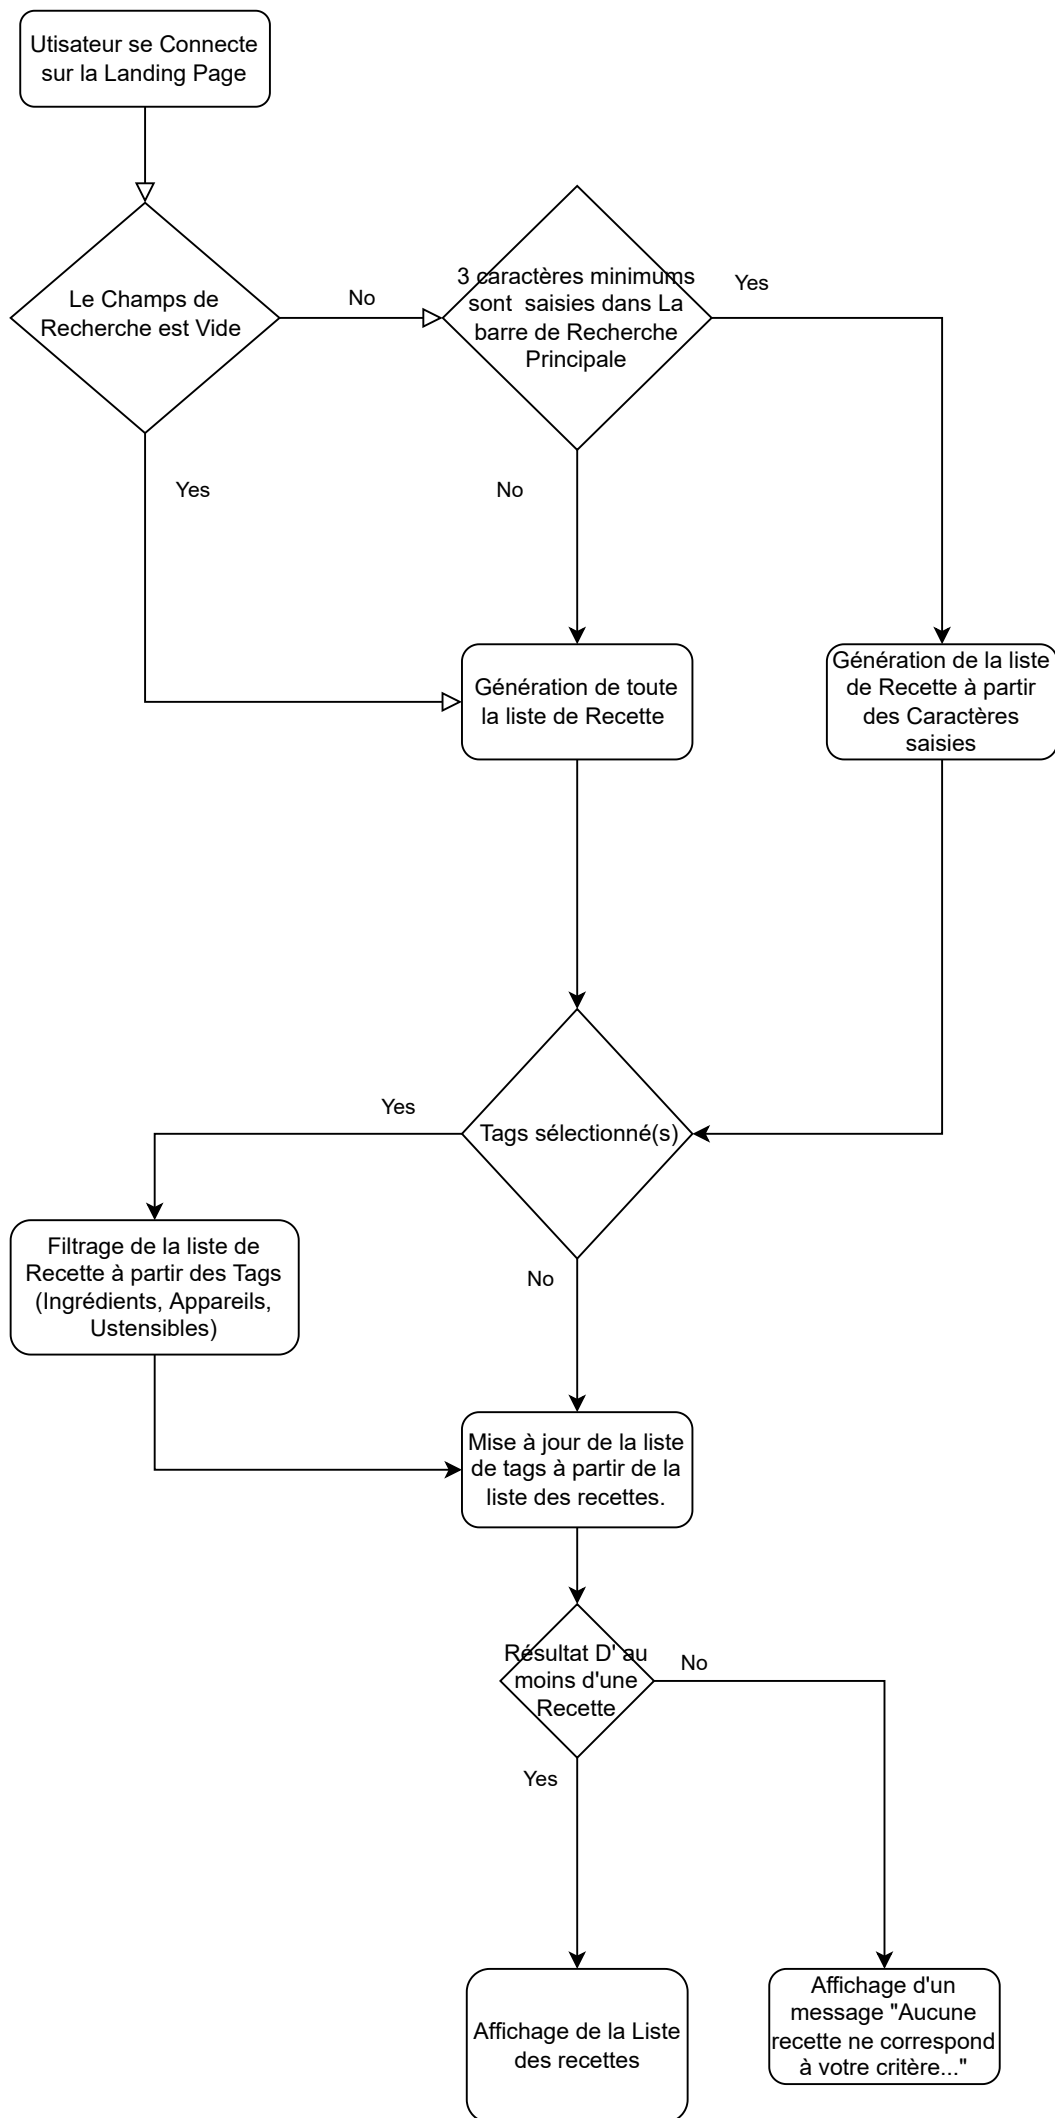 Utisateur se Connecte
sur la Landing Page
Le Champs de
Recherche est Vide
No
3 caractères minimums
sont saisies dans La
barre de Recherche
Principale
Yes
Yes
No
Génération de toute
la liste de Recette
Génération de la liste
de Recette à partir
des Caractères
saisies
Yes
Tags sélectionné(s)
Filtrage de la liste de
Recette à partir des Tags
(Ingrédients, Appareils,
Ustensibles)
No
Mise à jour de la liste
de tags à partir de la
liste des recettes.
Résultat D' au
moins d'une
Recette
No
Yes
Affichage de la Liste
des recettes
Affichage d'un
message "Aucune
recette ne correspond
à votre critère..."